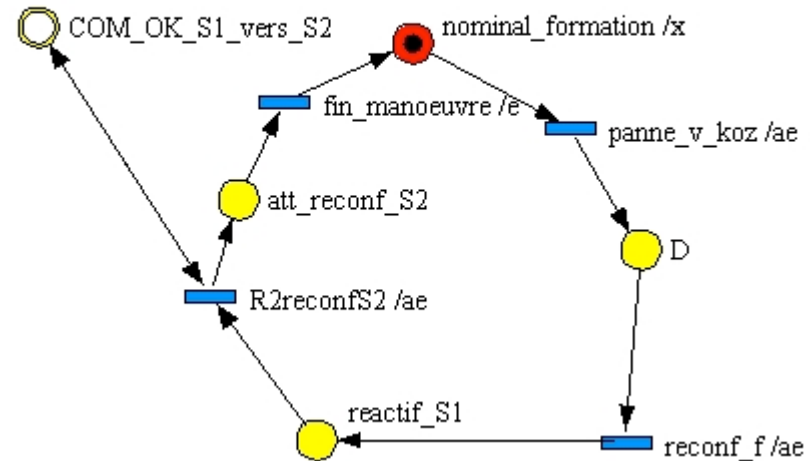 COM_OK_S1_vers_S2
nominal_formation /x
fin_manoeuvre /e
panne_v_koz /ae
att_reconf_S2
D
R2reconfS2 /ae
reactif_S1
reconf_f /ae